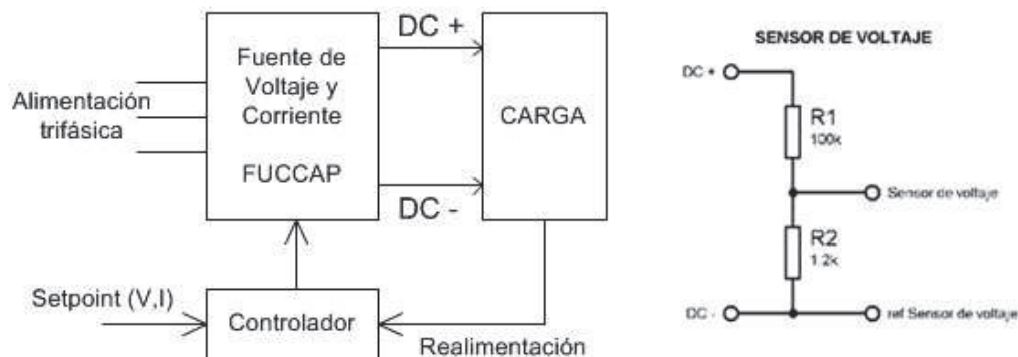 Alimentación
trifásica
Fuente de
Voltaje y
Corriente
FUCCAP
DC +
DC -
CARGA
Setpoint (V,I)
Controlador
Realimentación
SENSOR DE VOLTAJE
DC +
R1
100k
Sensor de voltaje
R2
1.2k
DC -
ref Sensor de voltaje